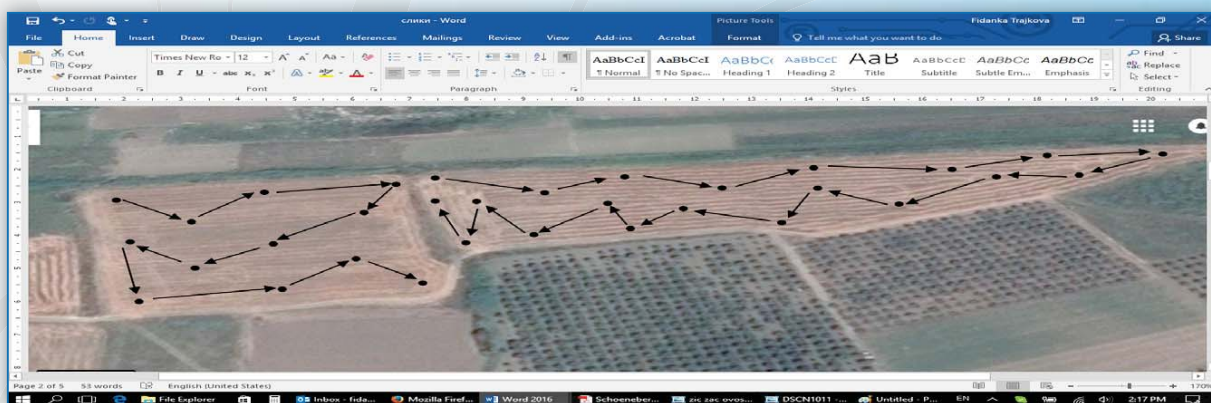 слики - Word
Picture Tools
Fidanka Trajkova
File Home Insert Draw Design Layout References Mailings Review View Add-ins Acrobat Format Tell me what you want to do Share
Paste
Cut
Copy
Format Painter
Clipboard
Times New Ro 12
Font
Paragraph
AaBbCcI AaBbCcI AaBbCc AaBbCcC AaB AaBbCcC AaBbCcC AaBbCc
¶ Normal ¶ No Spac... Heading 1 Heading 2 Title Subtitle Subtle Em... Emphasis
Styles
Find
Replace
Select
Editing
Page 2 of 5 53 words English (United States) 170%
File Explorer Inbox - fida... Mozilla Firef... Word 2016 Schoeneber... zic zac ovos... DSCN1011 -... Untitled - P... EN 2:17 PM